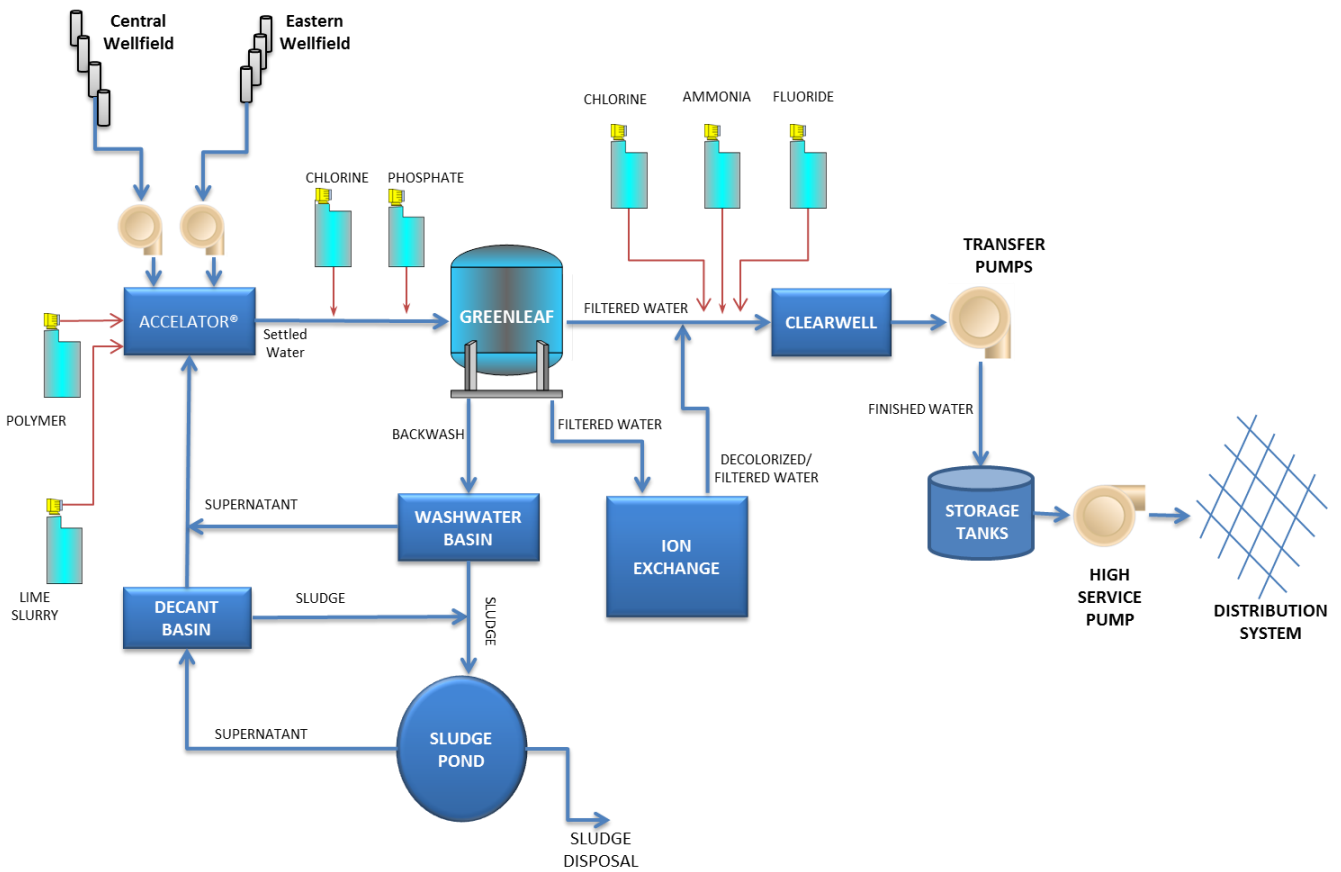 Central
Wellfield
Eastern
Wellfield
CHLORINE
AMMONIA
FLUORIDE
CHLORINE
PHOSPHATE
TRANSFER
PUMPS
ACCELATOR®
Settled
Water
GREENLEAF
FILTERED WATER
CLEARWELL
POLYMER
BACKWASH
FILTERED WATER
FINISHED WATER
DECOLORIZED/
FILTERED WATER
SUPERNATANT
WASHWATER
BASIN
ION
EXCHANGE
STORAGE
TANKS
LIME
SLURRY
DECANT
BASIN
SLUDGE
SLUDGE
HIGH
SERVICE
PUMP
DISTRIBUTION
SYSTEM
SUPERNATANT
SLUDGE
POND
SLUDGE
DISPOSAL